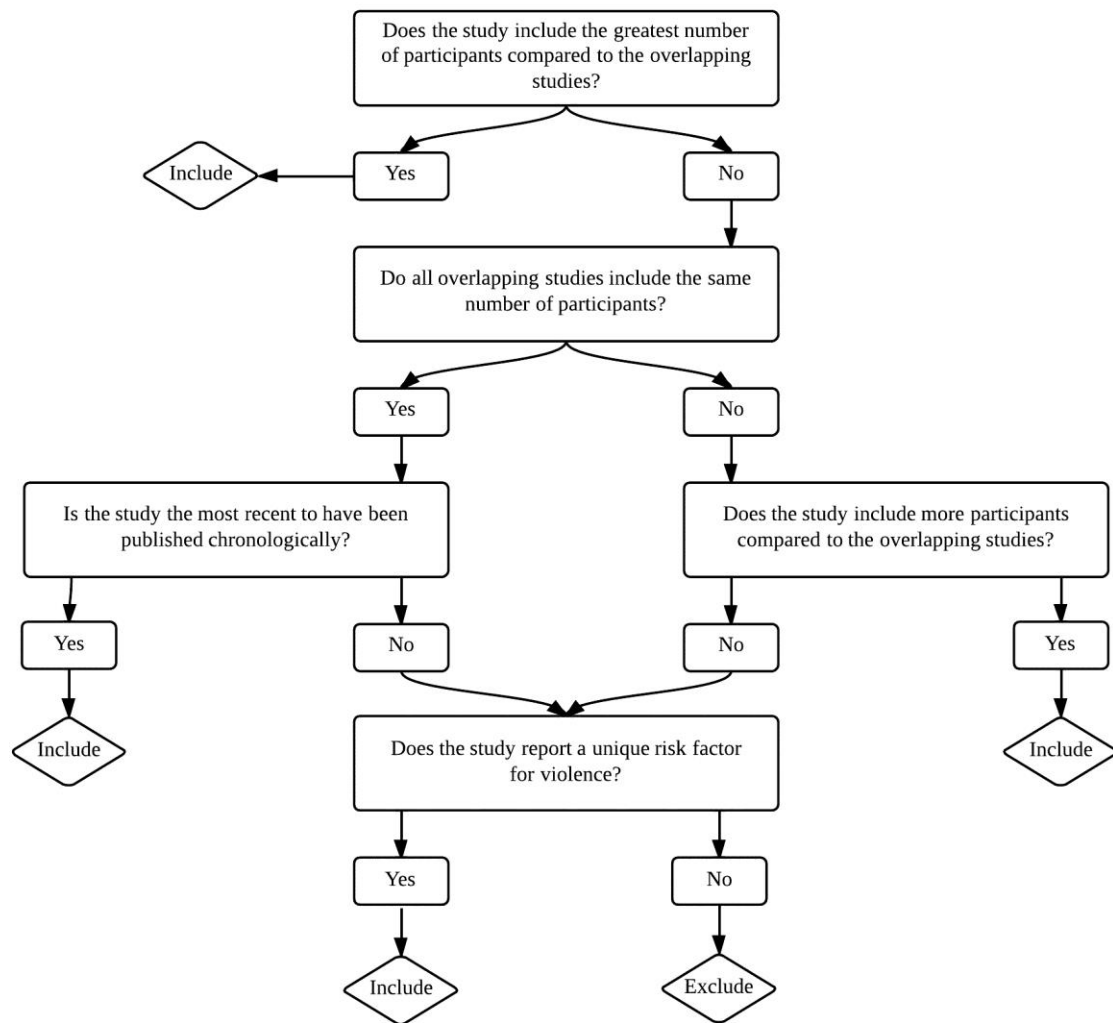 Does the study include the greatest number
of participants compared to the overlapping
studies?
Include
Yes
No
Do all overlapping studies include the same
number of participants?
Yes
No
Is the study the most recent to have been
published chronologically?
Does the study include more participants
compared to the overlapping studies?
Yes
No
No
Yes
Include
Does the study report a unique risk factor
for violence?
Include
Yes
No
Include
Exclude